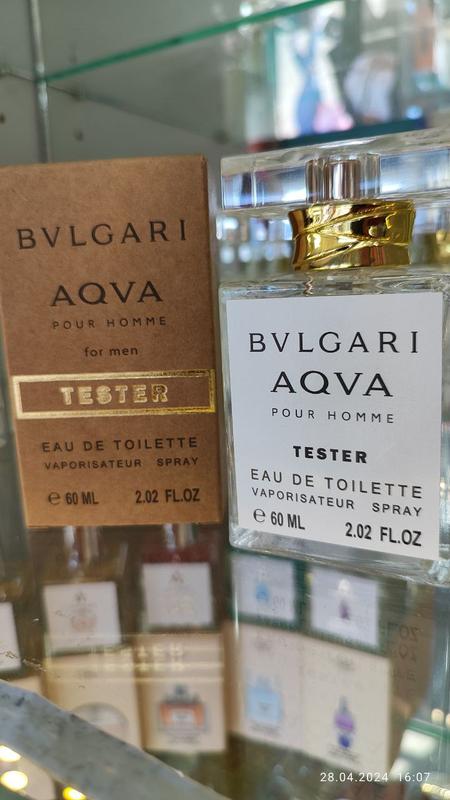 BVLGARI
AQVA
POUR HOMME
for men
TESTER
EAU DE TOILETTE
VAPORISATEUR SPRAY
℮ 60 ML 2.02 FL.OZ
BVLGARI
AQVA
POUR HOMME
TESTER
EAU DE TOILETTE
VAPORISATEUR SPRAY
℮ 60 ML 2.02 FL.OZ
TESTER
28.04.2024 16:07